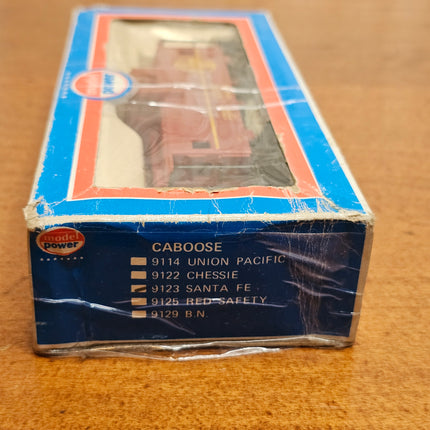 model
power
CABOOSE
9114 UNION PACIFIC
9122 CHESSIE
9123 SANTA FE
9125 RED SAFETY
9129 B.N.